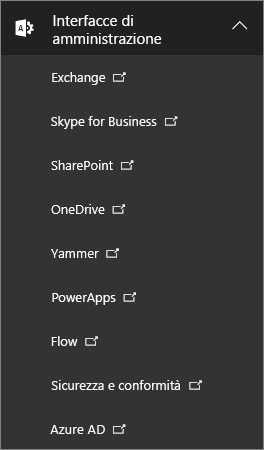 Interfacce di
amministrazione
Exchange
Skype for Business
SharePoint
OneDrive
Yammer
PowerApps
Flow
Sicurezza e conformità
Azure AD